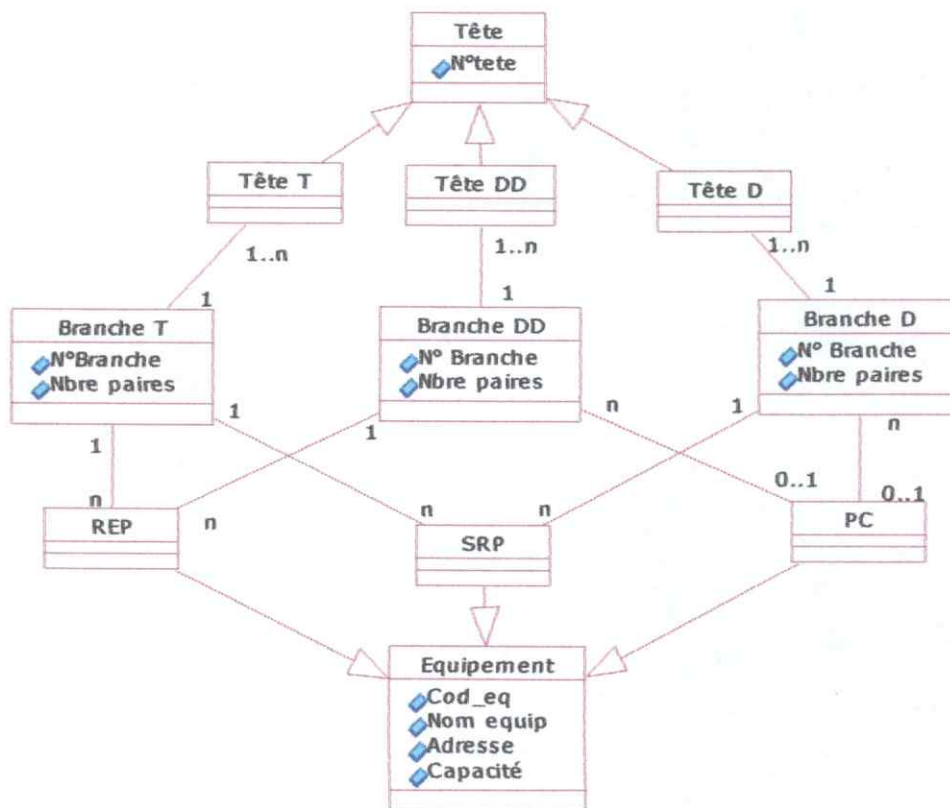 Tête
N°tete
Tête T
Tête DD
Tête D
1..n
1..n
1..n
1
1
1
Branche T
N°Branche
Nbre paires
Branche DD
N° Branche
Nbre paires
Branche D
N° Branche
Nbre paires
1
1
1
n
1
n
n
n
n
n
0..1
0..1
REP
SRP
PC
Equipement
Cod_eq
Nom equip
Adresse
Capacité